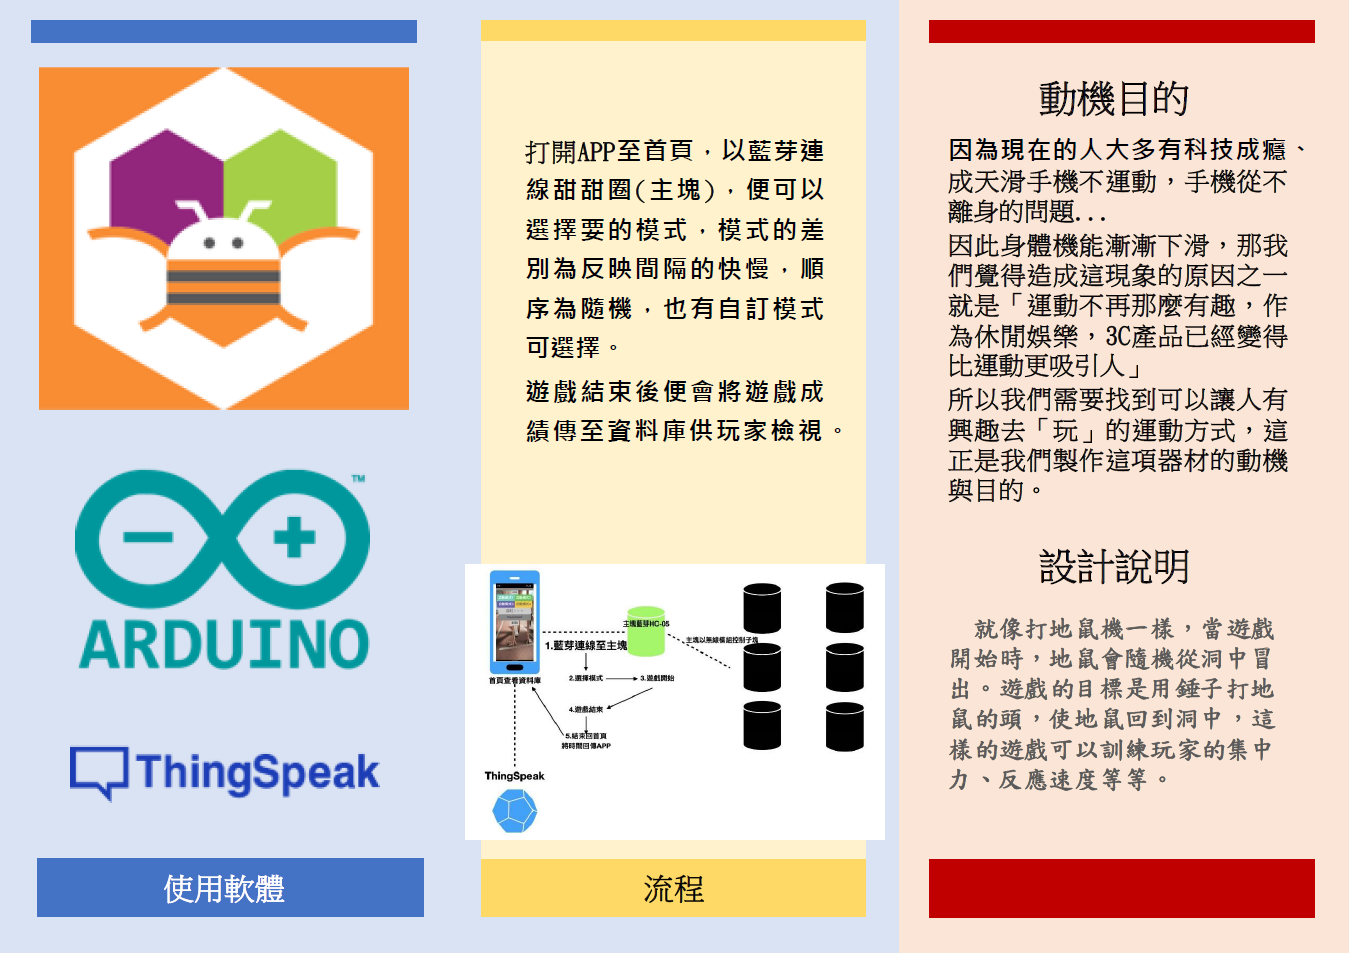 TM
ARDUINO
ThingSpeak
使用軟體
打開APP至首頁，以藍芽連
線甜甜圈(主塊)，便可以
選擇要的模式，模式的差
別為反映間隔的快慢，順
序為隨機，也有自訂模式
可選擇。
遊戲結束後便會將遊戲成
績傳至資料庫供玩家檢視。
主塊藍芽HC-05
1.藍芽連線至主塊
主塊以無線模組控制子塊
首頁查看資料庫
2.選擇模式
3.遊戲開始
4.遊戲結束
5.結束回首頁
將時間回傳APP
ThingSpeak
流程
動機目的
因為現在的人大多有科技成癮、
成天滑手機不運動，手機從不
離身的問題...
因此身體機能漸漸下滑，那我
們覺得造成這現象的原因之一
就是「運動不再那麼有趣，作
為休閒娛樂，3C產品已經變得
比運動更吸引人」
所以我們需要找到可以讓人有
興趣去「玩」的運動方式，這
正是我們製作這項器材的動機
與目的。
設計說明
就像打地鼠機一樣，當遊戲
開始時，地鼠會隨機從洞中冒
出。遊戲的目標是用錘子打地
鼠的頭，使地鼠回到洞中，這
樣的遊戲可以訓練玩家的集中
力、反應速度等等。